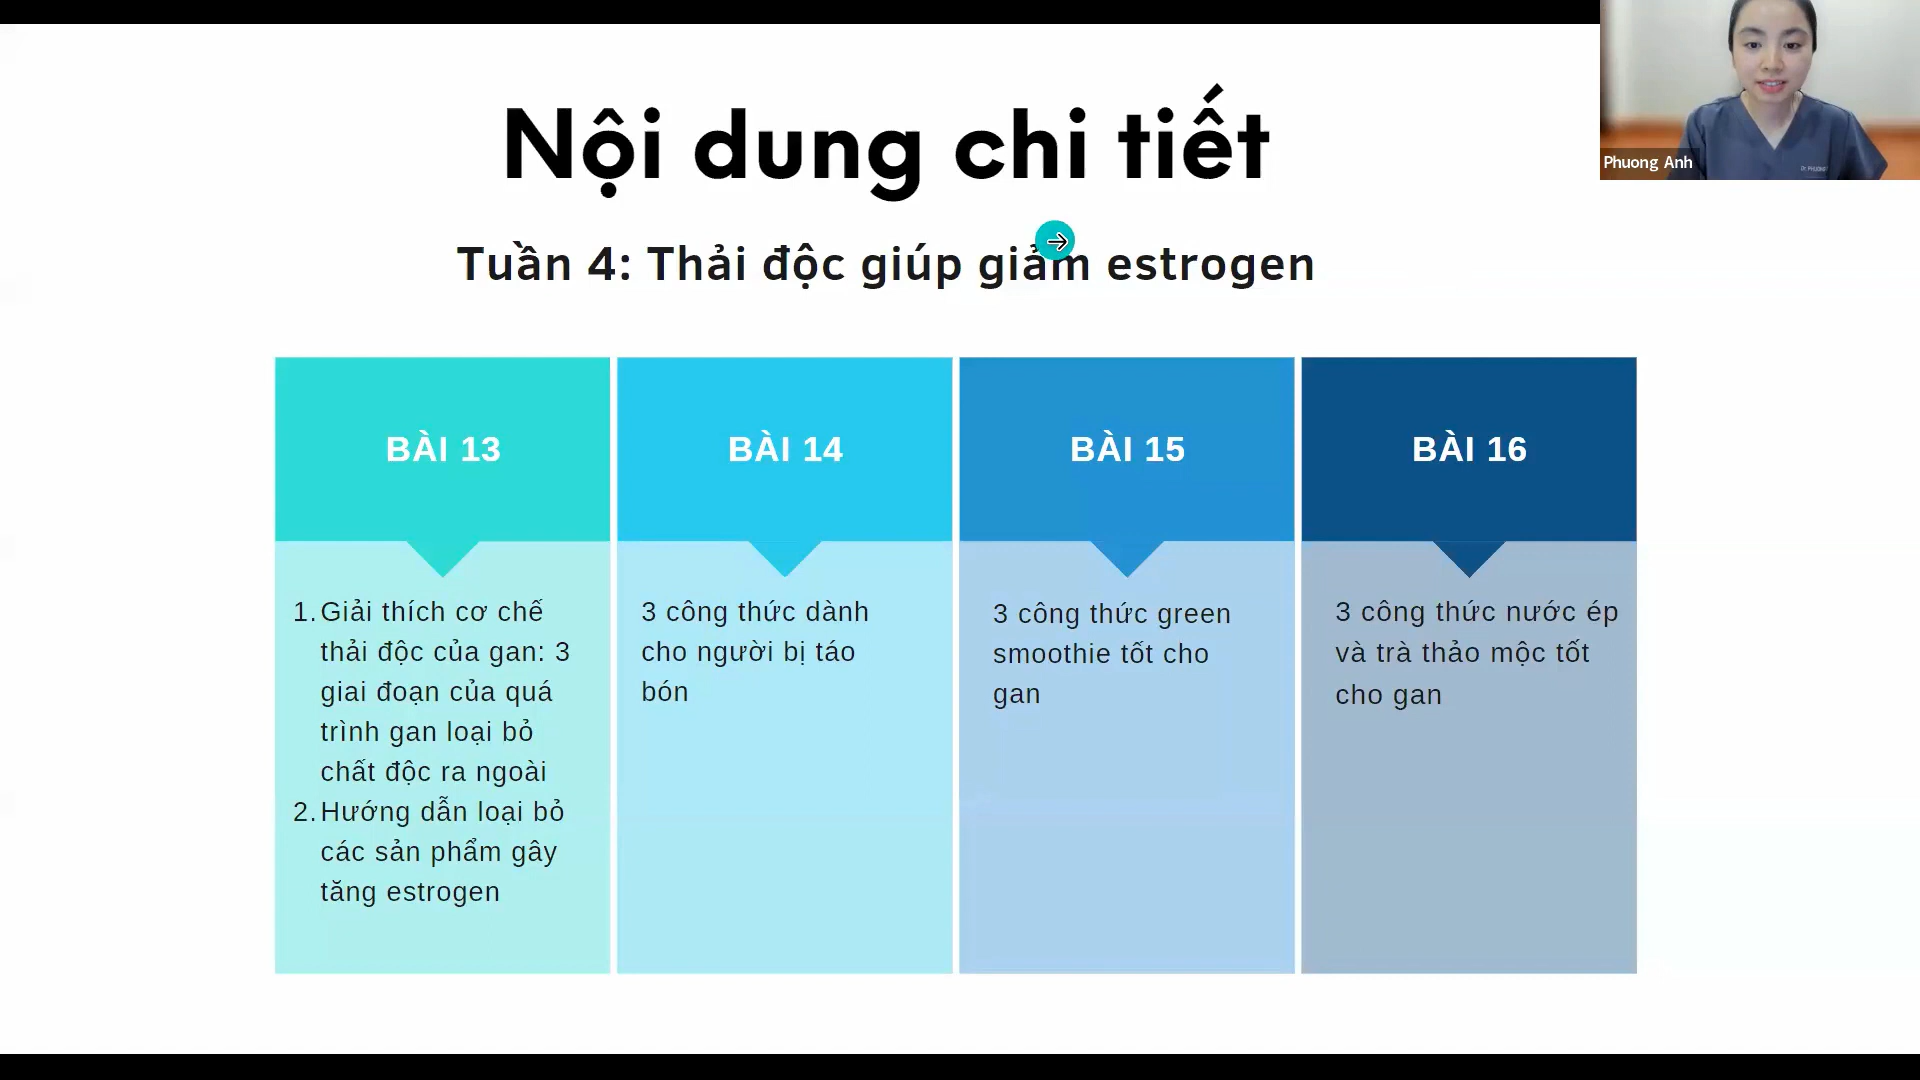 Nội dung chi tiết
Phuong Anh
Tuần 4: Thải độc giúp giảm estrogen
BÀI 13
1. Giải thích cơ chế
thải độc của gan: 3
giai đoạn của quá
trình gan loại bỏ
chất độc ra ngoài
2. Hướng dẫn loại bỏ
các sản phẩm gây
tăng estrogen
BÀI 14
3 công thức dành
cho người bị táo
bón
BÀI 15
3 công thức green
smoothie tốt cho
gan
BÀI 16
3 công thức nước ép
và trà thảo mộc tốt
cho gan